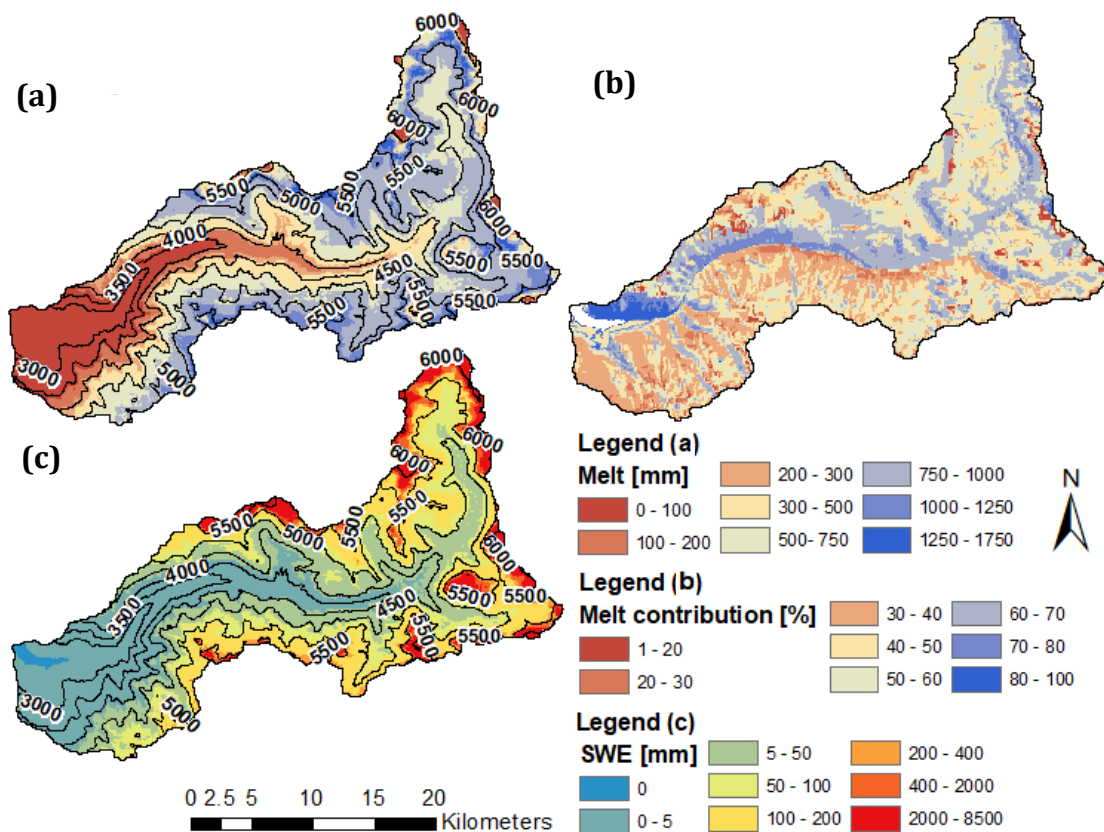 (a)
6000
6000
6000
5500
5500
5500
5000
6000
4000
3500
4500
5500
5500
5500
5500
5500
3000
5000
(b)
(c)
6000
6000
6000
5500
5500
5500
5000
6000
4000
3500
4500
5500
5500
5500
5500
5500
3000
5000
Legend (a)
Melt [mm]
0 - 100
100 - 200
200 - 300
300 - 500
500- 750
750 - 1000
1000 - 1250
1250 - 1750
N
Legend (b)
Melt contribution [%]
1 - 20
20 - 30
30 - 40
40 - 50
50 - 60
60 - 70
70 - 80
80 - 100
Legend (c)
SWE [mm]
0
0 - 5
5 - 50
50 - 100
100 - 200
200 - 400
400 - 2000
2000 - 8500
0 2.5 5 10 15 20
Kilometers